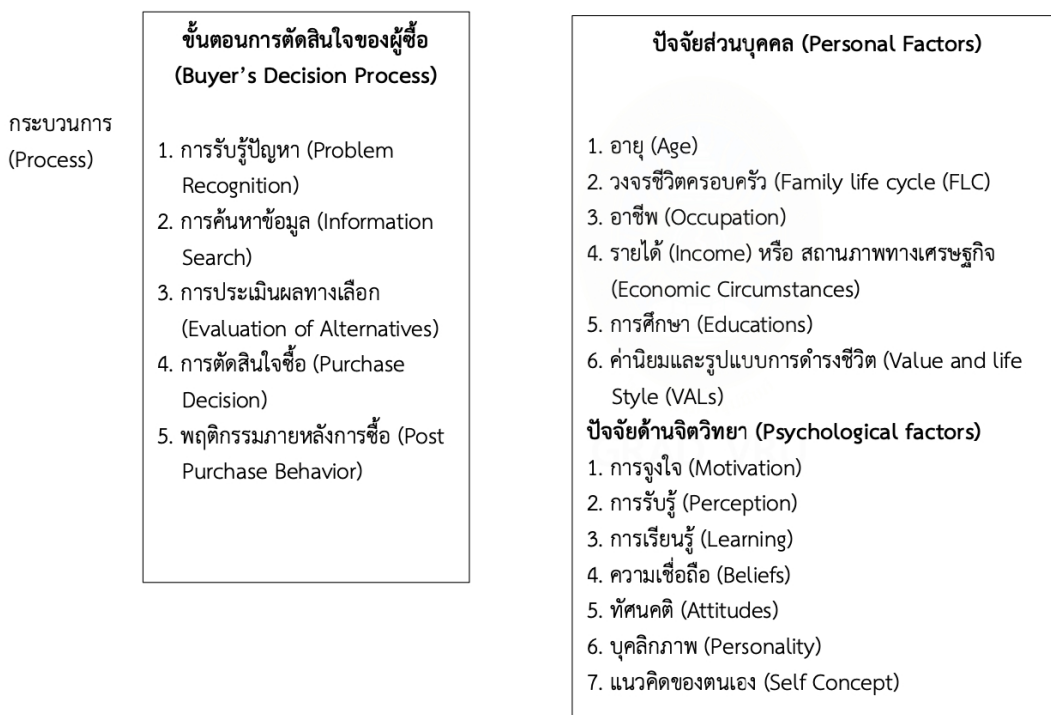 กระบวนการ
(Process)
ขั้นตอนการตัดสินใจของผู้ซื้อ
(Buyer’s Decision Process)
1. การรับรู้ปัญหา (Problem
Recognition)
2. การค้นหาข้อมูล (Information
Search)
3. การประเมินผลทางเลือก
(Evaluation of Alternatives)
4. การตัดสินใจซื้อ (Purchase
Decision)
5. พฤติกรรมภายหลังการซื้อ (Post
Purchase Behavior)
ปัจจัยส่วนบุคคล (Personal Factors)
1. อายุ (Age)
2. วงจรชีวิตครอบครัว (Family life cycle (FLC)
3. อาชีพ (Occupation)
4. รายได้ (Income) หรือ สถานภาพทางเศรษฐกิจ
(Economic Circumstances)
5. การศึกษา (Educations)
6. ค่านิยมและรูปแบบการดำรงชีวิต (Value and life
Style (VALs)
ปัจจัยด้านจิตวิทยา (Psychological factors)
1. การจูงใจ (Motivation)
2. การรับรู้ (Perception)
3. การเรียนรู้ (Learning)
4. ความเชื่อถือ (Beliefs)
5. ทัศนคติ (Attitudes)
6. บุคลิกภาพ (Personality)
7. แนวคิดของตนเอง (Self Concept)